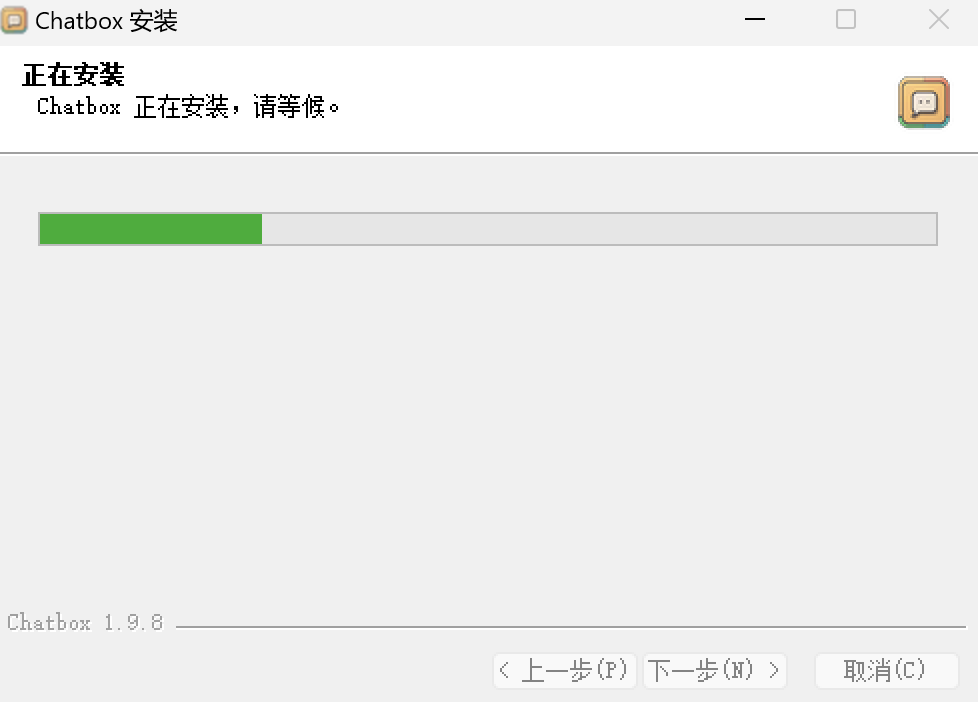 Chatbox 安装
正在安装
Chatbox 正在安装，请等候。
Chatbox 1.9.8
< 上一步(P) 下一步(N) > 取消(C)